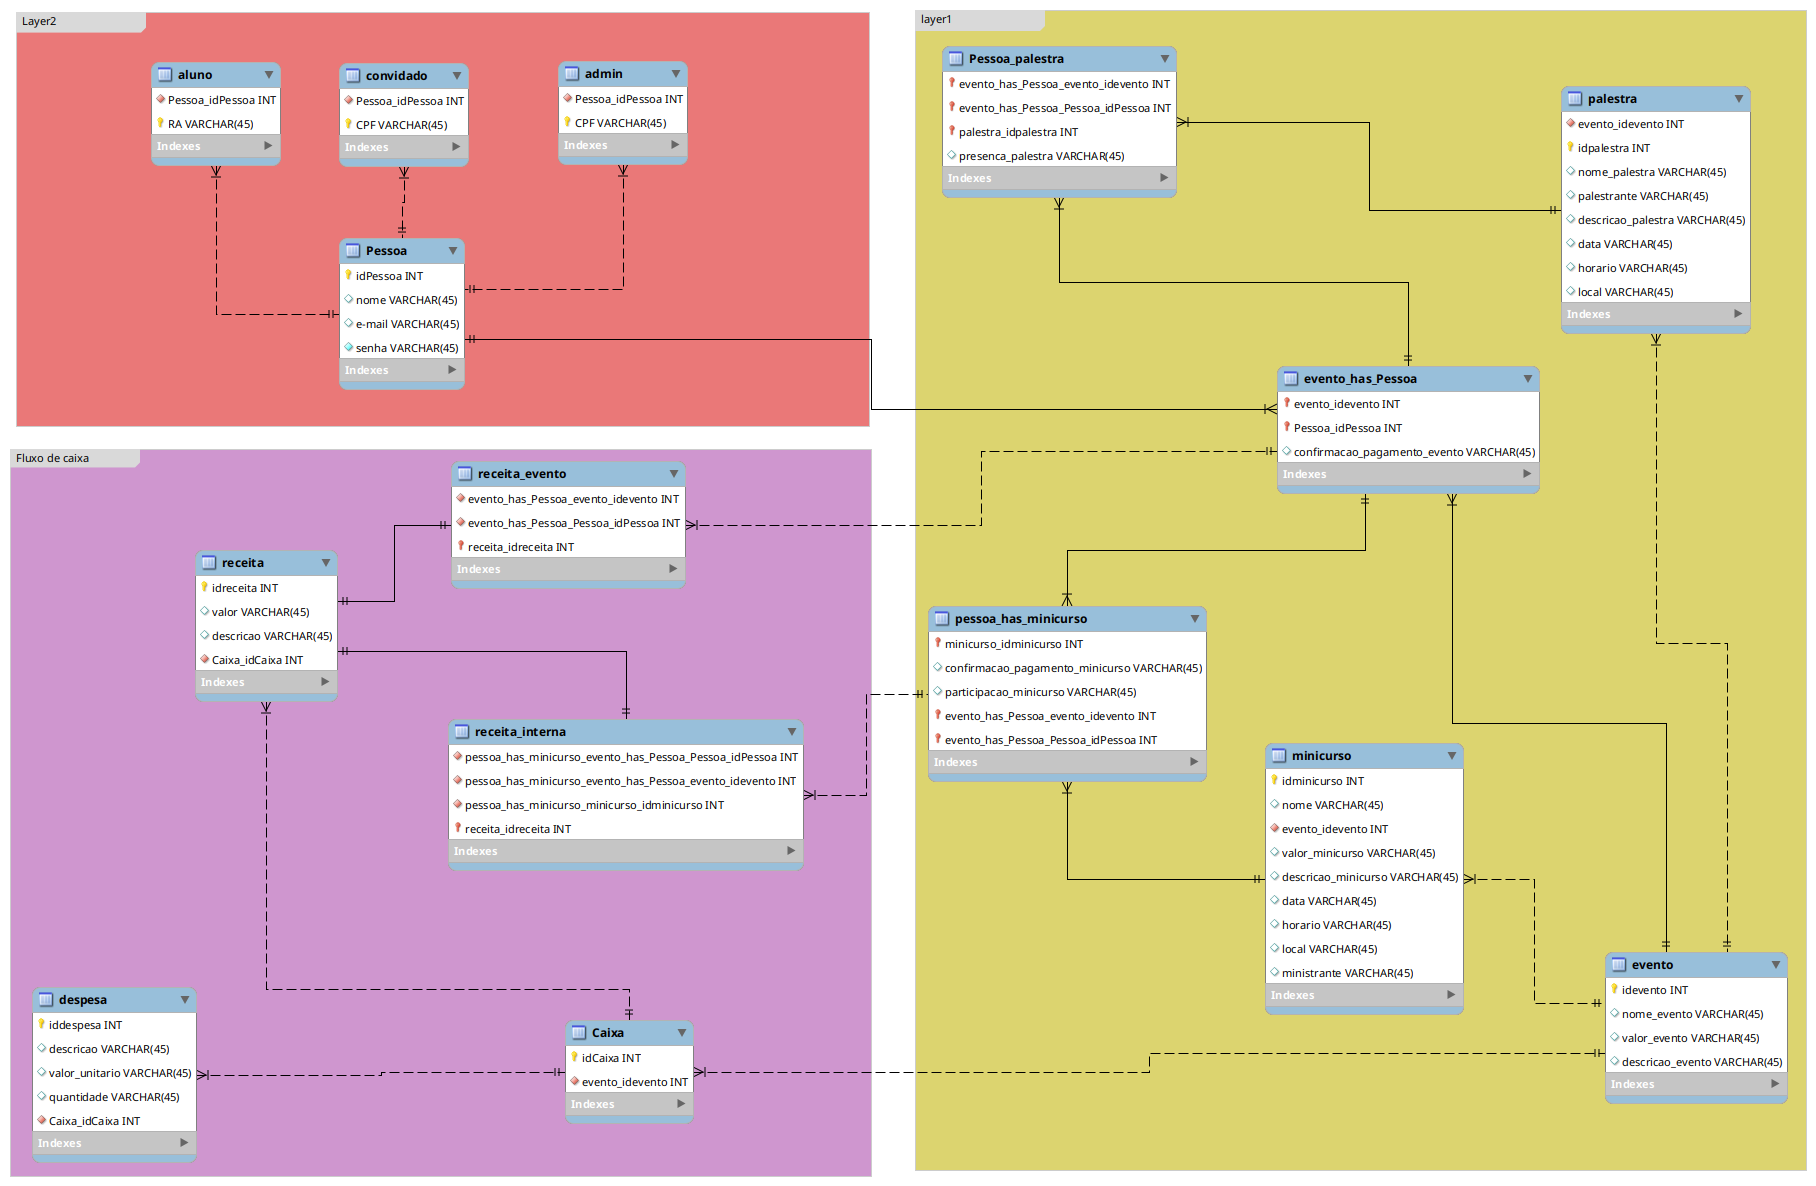 Layer2
aluno
Pessoa_idPessoa INT
RA VARCHAR(45)
Indexes
convidado
Pessoa_idPessoa INT
CPF VARCHAR(45)
Indexes
admin
Pessoa_idPessoa INT
CPF VARCHAR(45)
Indexes
Pessoa
idPessoa INT
nome VARCHAR(45)
e-mail VARCHAR(45)
senha VARCHAR(45)
Indexes
layer1
Pessoa_palestra
evento_has_Pessoa_evento_idevento INT
evento_has_Pessoa_Pessoa_idPessoa INT
palestra_idpalestra INT
presenca_palestra VARCHAR(45)
Indexes
palestra
evento_idevento INT
idpalestra INT
nome_palestra VARCHAR(45)
palestrante VARCHAR(45)
descricao_palestra VARCHAR(45)
data VARCHAR(45)
horario VARCHAR(45)
local VARCHAR(45)
Indexes
evento_has_Pessoa
evento_idevento INT
Pessoa_idPessoa INT
confirmacao_pagamento_evento VARCHAR(45)
Indexes
pessoa_has_minicurso
minicurso_idminicurso INT
confirmacao_pagamento_minicurso VARCHAR(45)
participacao_minicurso VARCHAR(45)
evento_has_Pessoa_evento_idevento INT
evento_has_Pessoa_Pessoa_idPessoa INT
Indexes
minicurso
idminicurso INT
nome VARCHAR(45)
evento_idevento INT
valor_minicurso VARCHAR(45)
descricao_minicurso VARCHAR(45)
data VARCHAR(45)
horario VARCHAR(45)
local VARCHAR(45)
ministrante VARCHAR(45)
Indexes
evento
idevento INT
nome_evento VARCHAR(45)
valor_evento VARCHAR(45)
descricao_evento VARCHAR(45)
Indexes
Fluxo de caixa
receita_evento
evento_has_Pessoa_evento_idevento INT
evento_has_Pessoa_Pessoa_idPessoa INT
receita_idreceita INT
Indexes
receita
idreceita INT
valor VARCHAR(45)
descricao VARCHAR(45)
Caixa_idCaixa INT
Indexes
receita_interna
pessoa_has_minicurso_evento_has_Pessoa_Pessoa_idPessoa INT
pessoa_has_minicurso_evento_has_Pessoa_evento_idevento INT
pessoa_has_minicurso_minicurso_idminicurso INT
receita_idreceita INT
Indexes
despesa
iddespesa INT
descricao VARCHAR(45)
valor_unitario VARCHAR(45)
quantidade VARCHAR(45)
Caixa_idCaixa INT
Indexes
Caixa
idCaixa INT
evento_idevento INT
Indexes